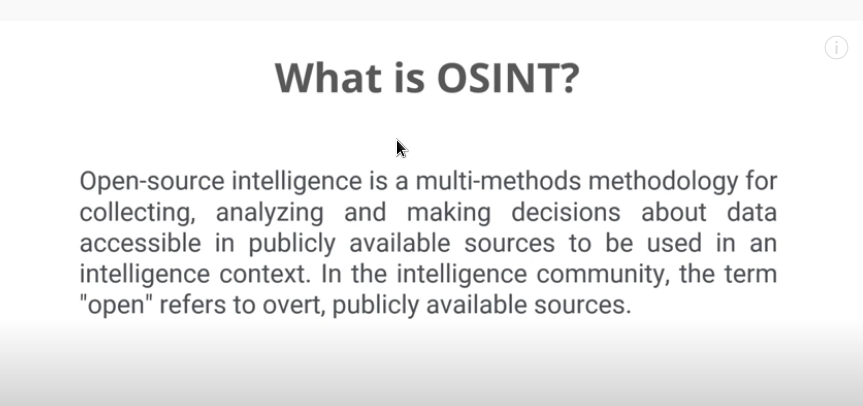 What is OSINT?
Open-source intelligence is a multi-methods methodology for
collecting, analyzing and making decisions about data
accessible in publicly available sources to be used in an
intelligence context. In the intelligence community, the term
"open" refers to overt, publicly available sources.